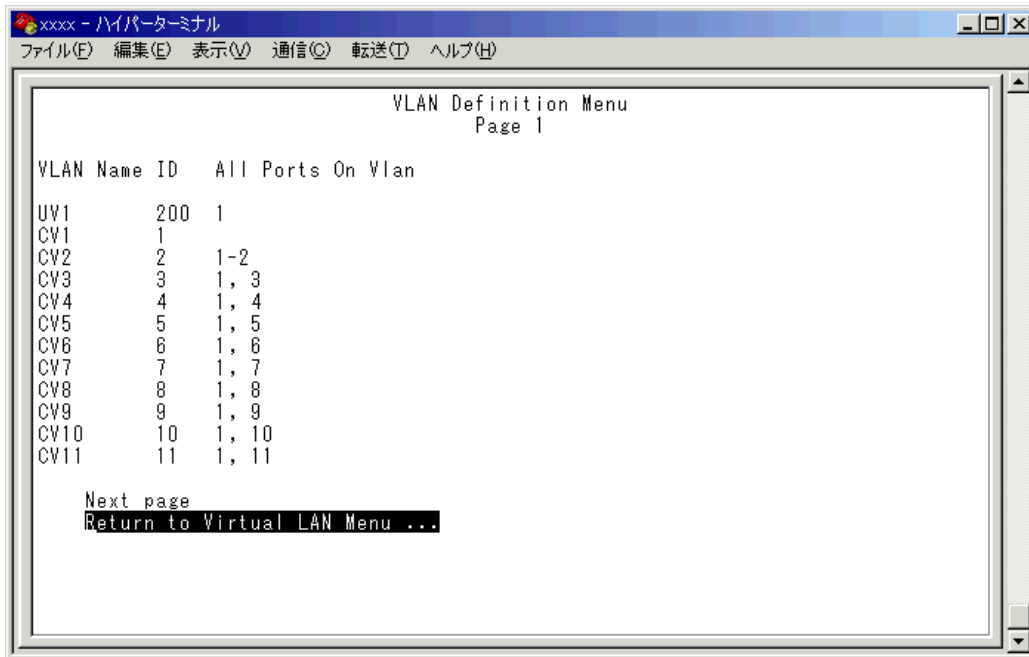 xxxx - ハイパーターミナル
ファイル(F) 編集(E) 表示(V) 通信(C) 転送(T) ヘルプ(H)
VLAN Definition Menu
Page 1
VLAN Name ID All Ports On Vlan
UV1 200 1
CV1 1
CV2 2 1-2
CV3 3 1, 3
CV4 4 1, 4
CV5 5 1, 5
CV6 6 1, 6
CV7 7 1, 7
CV8 8 1, 8
CV9 9 1, 9
CV10 10 1, 10
CV11 11 1, 11
Next page
Return to Virtual LAN Menu ...